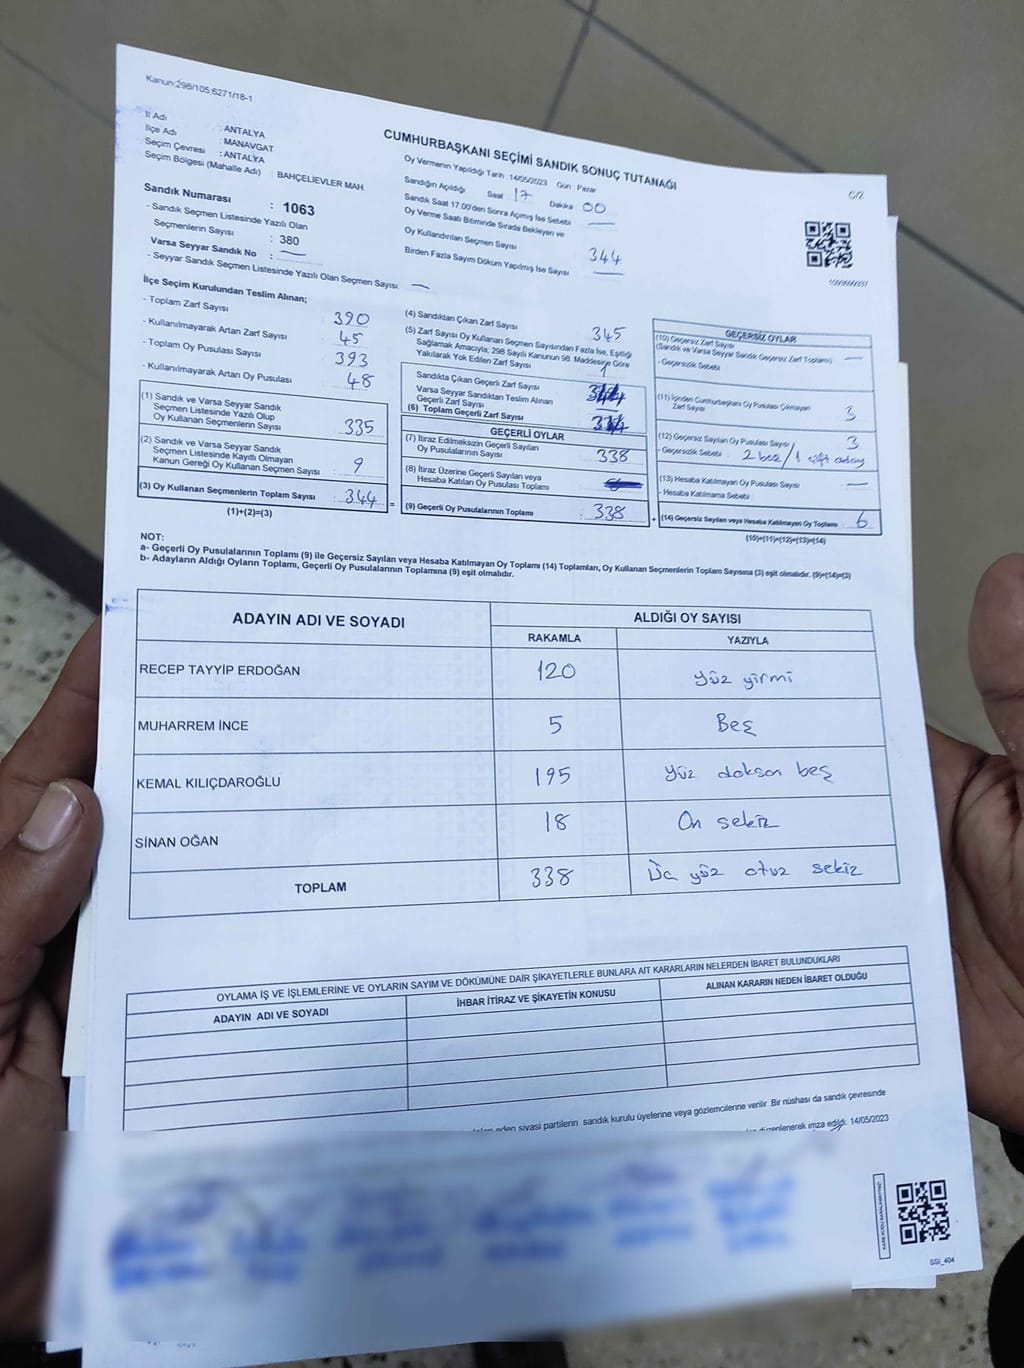 Kanun:298/105:6271/18-1
İl Adı : ANTALYA
İlçe Adı : MANAVGAT
Seçim Çevresi : ANTALYA
Seçim Bölgesi (Mahalle Adı) : BAHÇELİEVLER MAH.
CUMHURBAŞKANI SEÇİMİ SANDIK SONUÇ TUTANAĞI
C/2
Oy Vermenin Yapıldığı Tarih : 14/05/2023 Gün: Pazar
Sandığın Açıldığı Saat 17 Dakika 00
Sandık Saat 17.00'den Sonra Açılmış İse Sebebi
Oy Verme Saati Bitiminde Sırada Bekleyen ve
Oy Kullandırılan Seçmen Sayısı 344
Birden Fazla Sayım Döküm Yapılmış İse Sayısı
Sandık Numarası : 1063
- Sandık Seçmen Listesinde Yazılı Olan
Seçmenlerin Sayısı : 380
Varsa Seyyar Sandık No : —
- Seyyar Sandık Seçmen Listesinde Yazılı Olan Seçmen Sayısı : —
İlçe Seçim Kurulundan Teslim Alınan;
- Toplam Zarf Sayısı 390
- Kullanılmayarak Artan Zarf Sayısı 45
- Toplam Oy Pusulası Sayısı 393
- Kullanılmayarak Artan Oy Pusulası 48
(1) Sandık ve Varsa Seyyar Sandık
Seçmen Listesinde Yazılı Olup
Oy Kullanan Seçmenlerin Sayısı : 335
(2) Sandık ve Varsa Seyyar Sandık
Seçmen Listesinde Kaytlı Olmayan
Kanun Gereği Oy Kullanan Seçmen Sayısı : 9
(3) Oy Kullanan Seçmenlerin Toplam Sayısı : 344 =
(1)+(2)=(3)
(4) Sandıktan Çıkan Zarf Sayısı 345
(5) Zarf Sayısı Oy Kullanan Seçmen Sayısından Fazla İse, Eşitliği
Sağlamak Amacıyla; 298 Sayılı Kanunun 98. Maddesine Göre
Yakılarak Yok Edilen Zarf Sayısı 1
Sandıkta Çıkan Geçerli Zarf Sayısı 344
Varsa Seyyar Sandıktan Teslim Alınan
Geçerli Zarf Sayısı
(6) Toplam Geçerli Zarf Sayısı
GEÇERLİ OYLAR
(7) İtiraz Edilmeksizin Geçerli Sayılan
Oy Pusulalarının Sayısı 338
(8) İtiraz Üzerine Geçerli Sayılan veya
Hesaba Katılan Oy Pusulası Toplamı
(9) Geçerli Oy Pusulalarının Toplamı : 338 +
GEÇERSİZ OYLAR
(10) Geçersiz Zarf Sayısı
(Sandık ve Varsa Seyyar Sandık Geçersiz Zarf Toplamı) : —
- Geçersizlik Sebebi
(11) İçinden Cumhurbaşkanı Oy Pusulası Çıkmayan
Zarf Sayısı 3
(12) Geçersiz Sayılan Oy Pusulası Sayısı 3
- Geçersizlik Sebebi : 2 boş / 1 çift aday
(13) Hesaba Katılmayan Oy Pusulası Sayısı —
- Hesaba Katılmama Sebebi
(14) Geçersiz Sayılan veya Hesaba Katılmayan Oy Toplamı : 6
(10)+(11)+(12)+(13)=(14)
NOT:
a- Geçerli Oy Pusulalarının Toplamı (9) ile Geçersiz Sayılan veya Hesaba Katılmayan Oy Toplamı (14) Toplamları, Oy Kullanan Seçmenlerin Toplam Sayısına (3) eşit olmalıdır. (9)+(14)=(3)
b- Adayların Aldığı Oyların Toplamı, Geçerli Oy Pusulalarının Toplamına (9) eşit olmalıdır.
ADAYIN ADI VE SOYADI
ALDIĞI OY SAYISI
RAKAMLA YAZIYLA
RECEP TAYYİP ERDOĞAN 120 Yüz yirmi
MUHARREM İNCE 5 Beş
KEMAL KILIÇDAROĞLU 195 Yüz doksan beş
SİNAN OĞAN 18 On sekiz
TOPLAM 338 Üç yüz otuz sekiz
OYLAMA İŞ VE İŞLEMLERİNE VE OYLARIN SAYIM VE DÖKÜMÜNE DAİR ŞİKAYETLERLE BUNLARA AİT KARARLARIN NELERDEN İBARET BULUNDUKLARI
ADAYIN ADI VE SOYADI İHBAR İTİRAZ VE ŞİKAYETİN KONUSU ALINAN KARARIN NEDEN İBARET OLDUĞU
eden siyasi partilerin sandık kurulu üyelerine veya gözlemcilerine verilir. Bir nüshası da sandık çevresinde
düzenlenerek imza edildi. 14/05/2023
SSİ_404